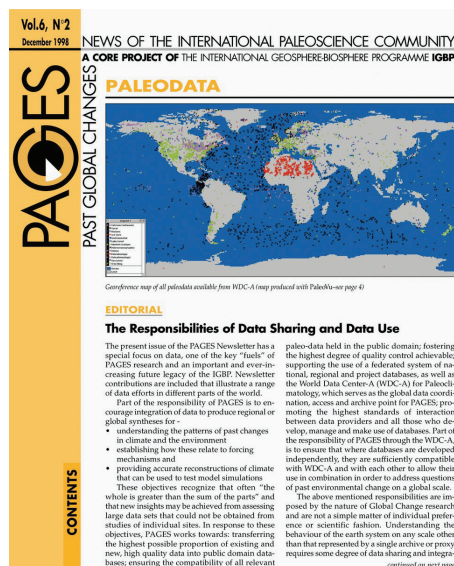 Vol.6, N°2
December 1998
NEWS OF THE INTERNATIONAL PALEOSCIENCE COMMUNITY
A CORE PROJECT OF THE INTERNATIONAL GEOSPHERE-BIOSPHERE PROGRAMME IGBP
PAGES
PAST GLOBAL CHANGES
PALEODATA
Georeference map of all paleodata available from WDC-A (map produced with PaleoVu–see page 4)
EDITORIAL
The Responsibilities of Data Sharing and Data Use
The present issue of the PAGES Newsletter has a
special focus on data, one of the key “fuels” of
PAGES research and an important and ever-in-
creasing future legacy of the IGBP. Newsletter
contributions are included that illustrate a range
of data efforts in different parts of the world.
Part of the responsibility of PAGES is to en-
courage integration of data to produce regional or
global syntheses for -
• understanding the patterns of past changes
in climate and the environment
• establishing how these relate to forcing
mechanisms and
• providing accurate reconstructions of climate
that can be used to test model simulations
These objectives recognize that often “the
whole is greater than the sum of the parts” and
that new insights may be achieved from assessing
large data sets that could not be obtained from
studies of individual sites. In response to these
objectives, PAGES works towards: transferring
the highest possible proportion of existing and
new, high quality data into public domain data-
bases; ensuring the compatibility of all relevant
paleo-data held in the public domain; fostering
the highest degree of quality control achievable;
supporting the use of a federated system of na-
tional, regional and project databases, as well as
the World Data Center-A (WDC-A) for Paleocli-
matology, which serves as the global data coordi-
nation, access and archive point for PAGES; pro-
moting the highest standards of interaction
between data providers and all those who de-
velop, manage and make use of databases. Part of
the responsibility of PAGES through the WDC-A,
is to ensure that where databases are developed
independently, they are sufficiently compatible
with WDC-A and with each other to allow their
use in combination in order to address questions
of past environmental change on a global scale.
The above mentioned responsibilities are im-
posed by the nature of Global Change research
and are not a simple matter of individual prefer-
ence or scientific fashion. Understanding the
behaviour of the earth system on any scale other
than that represented by a single archive or proxy
requires some degree of data sharing and integra-
continued on next page
CONTENTS